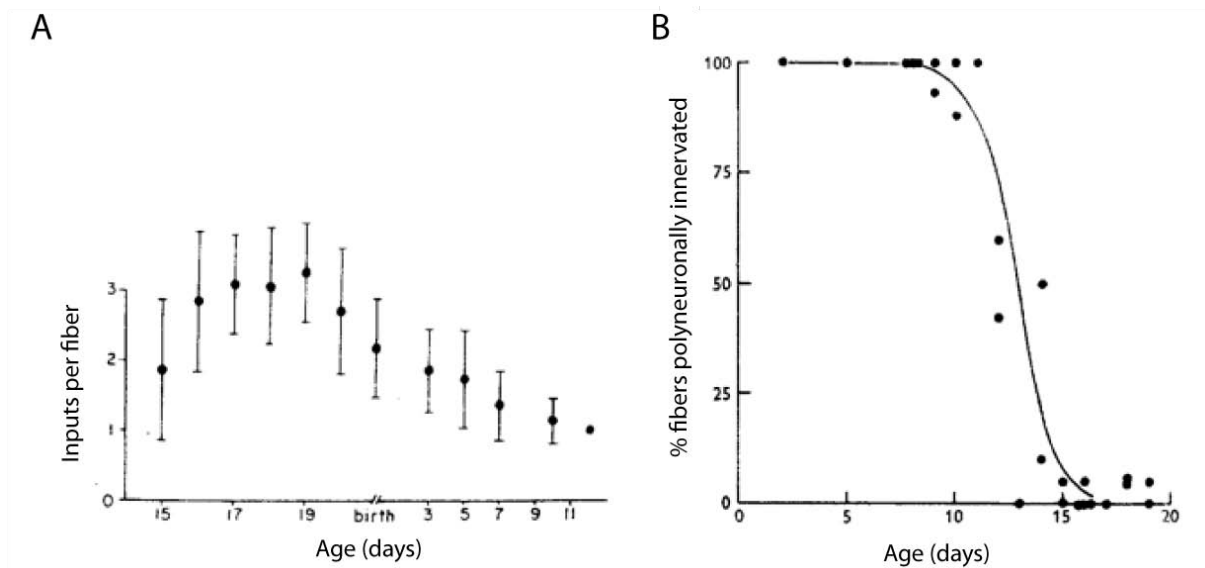 A
Inputs per fiber
3
2
1
0
15 17 19 birth 3 5 7 9 11
Age (days)
B
% fibers polyneuronally innervated
100
75
50
25
0
0 5 10 15 20
Age (days)